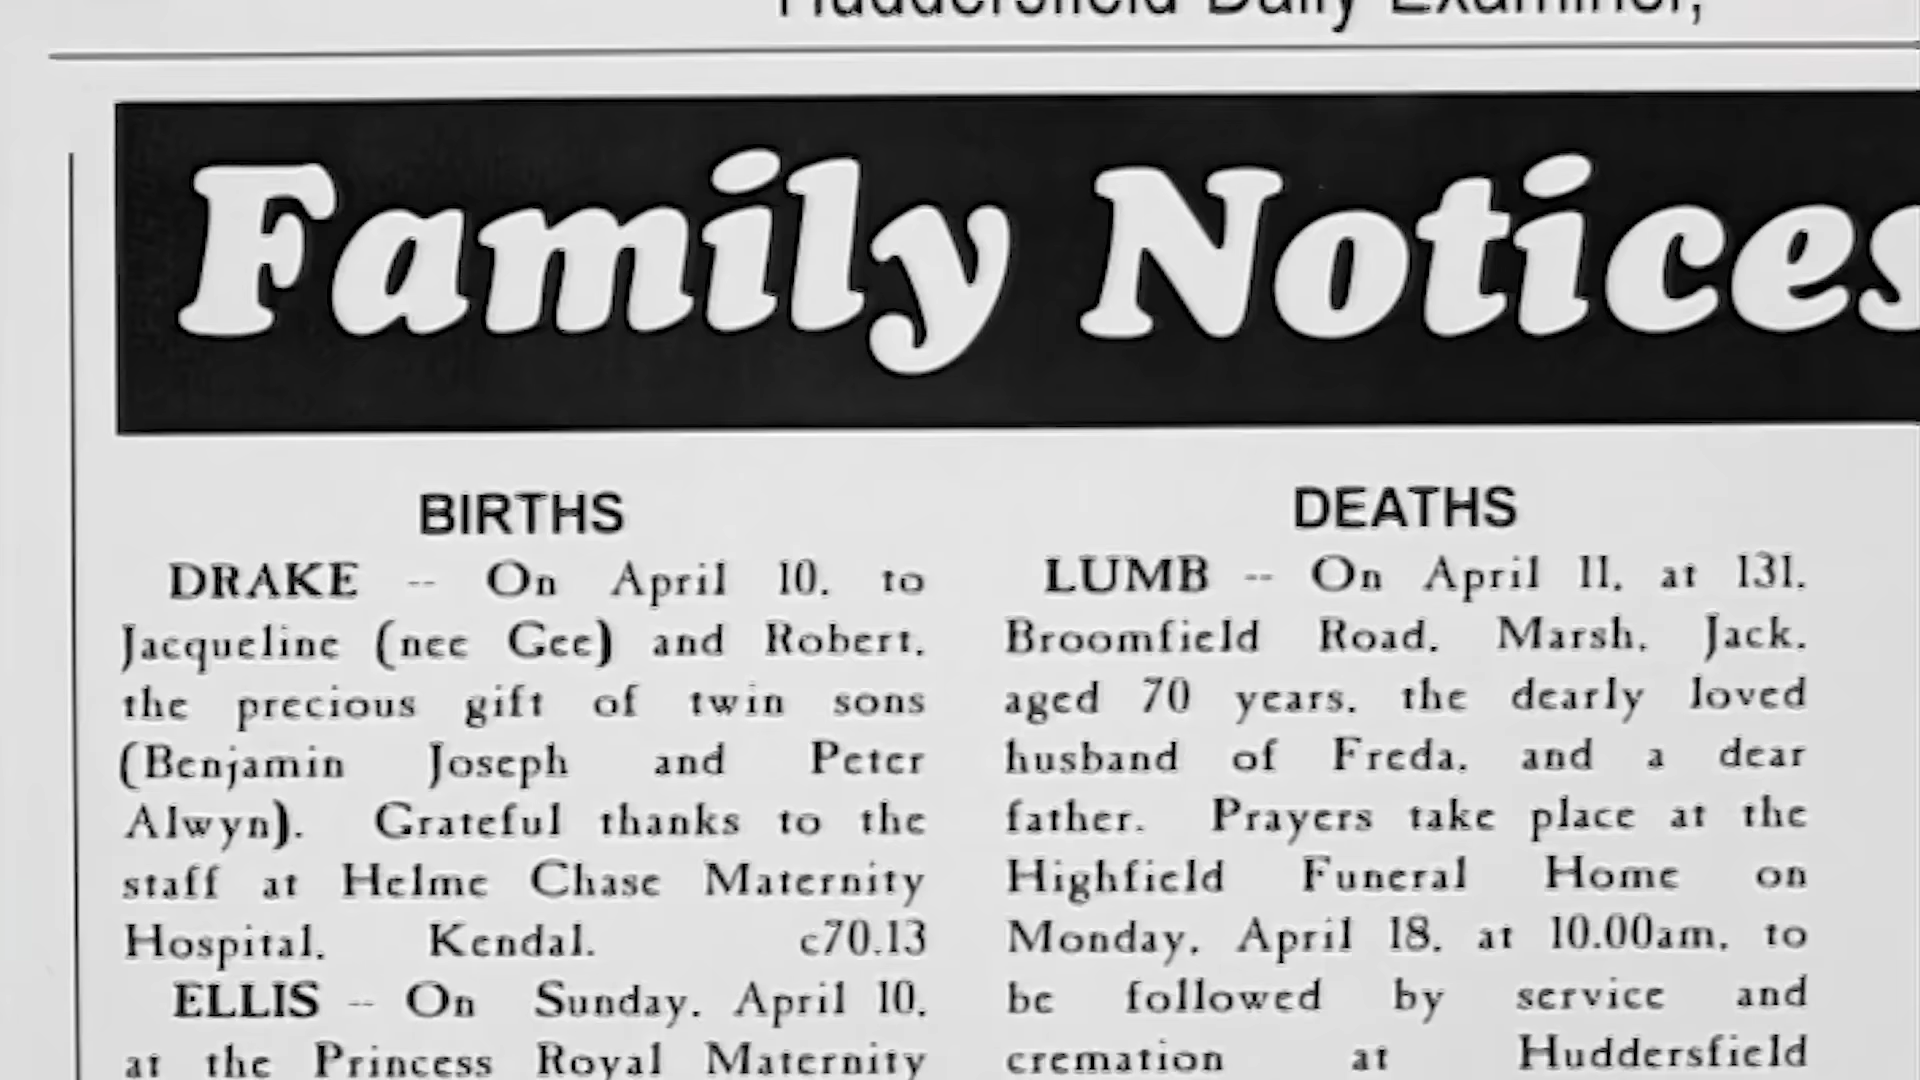 Huddersfield Daily Examiner,
Family Notices
BIRTHS
DRAKE -- On April 10, to
Jacqueline (nee Gee) and Robert,
the precious gift of twin sons
(Benjamin Joseph and Peter
Alwyn). Grateful thanks to the
staff at Helme Chase Maternity
Hospital, Kendal. c70.13
ELLIS -- On Sunday, April 10,
at the Princess Royal Maternity
DEATHS
LUMB -- On April 11, at 131,
Broomfield Road, Marsh, Jack,
aged 70 years, the dearly loved
husband of Freda, and a dear
father. Prayers take place at the
Highfield Funeral Home on
Monday, April 18, at 10.00am, to
be followed by service and
cremation at Huddersfield